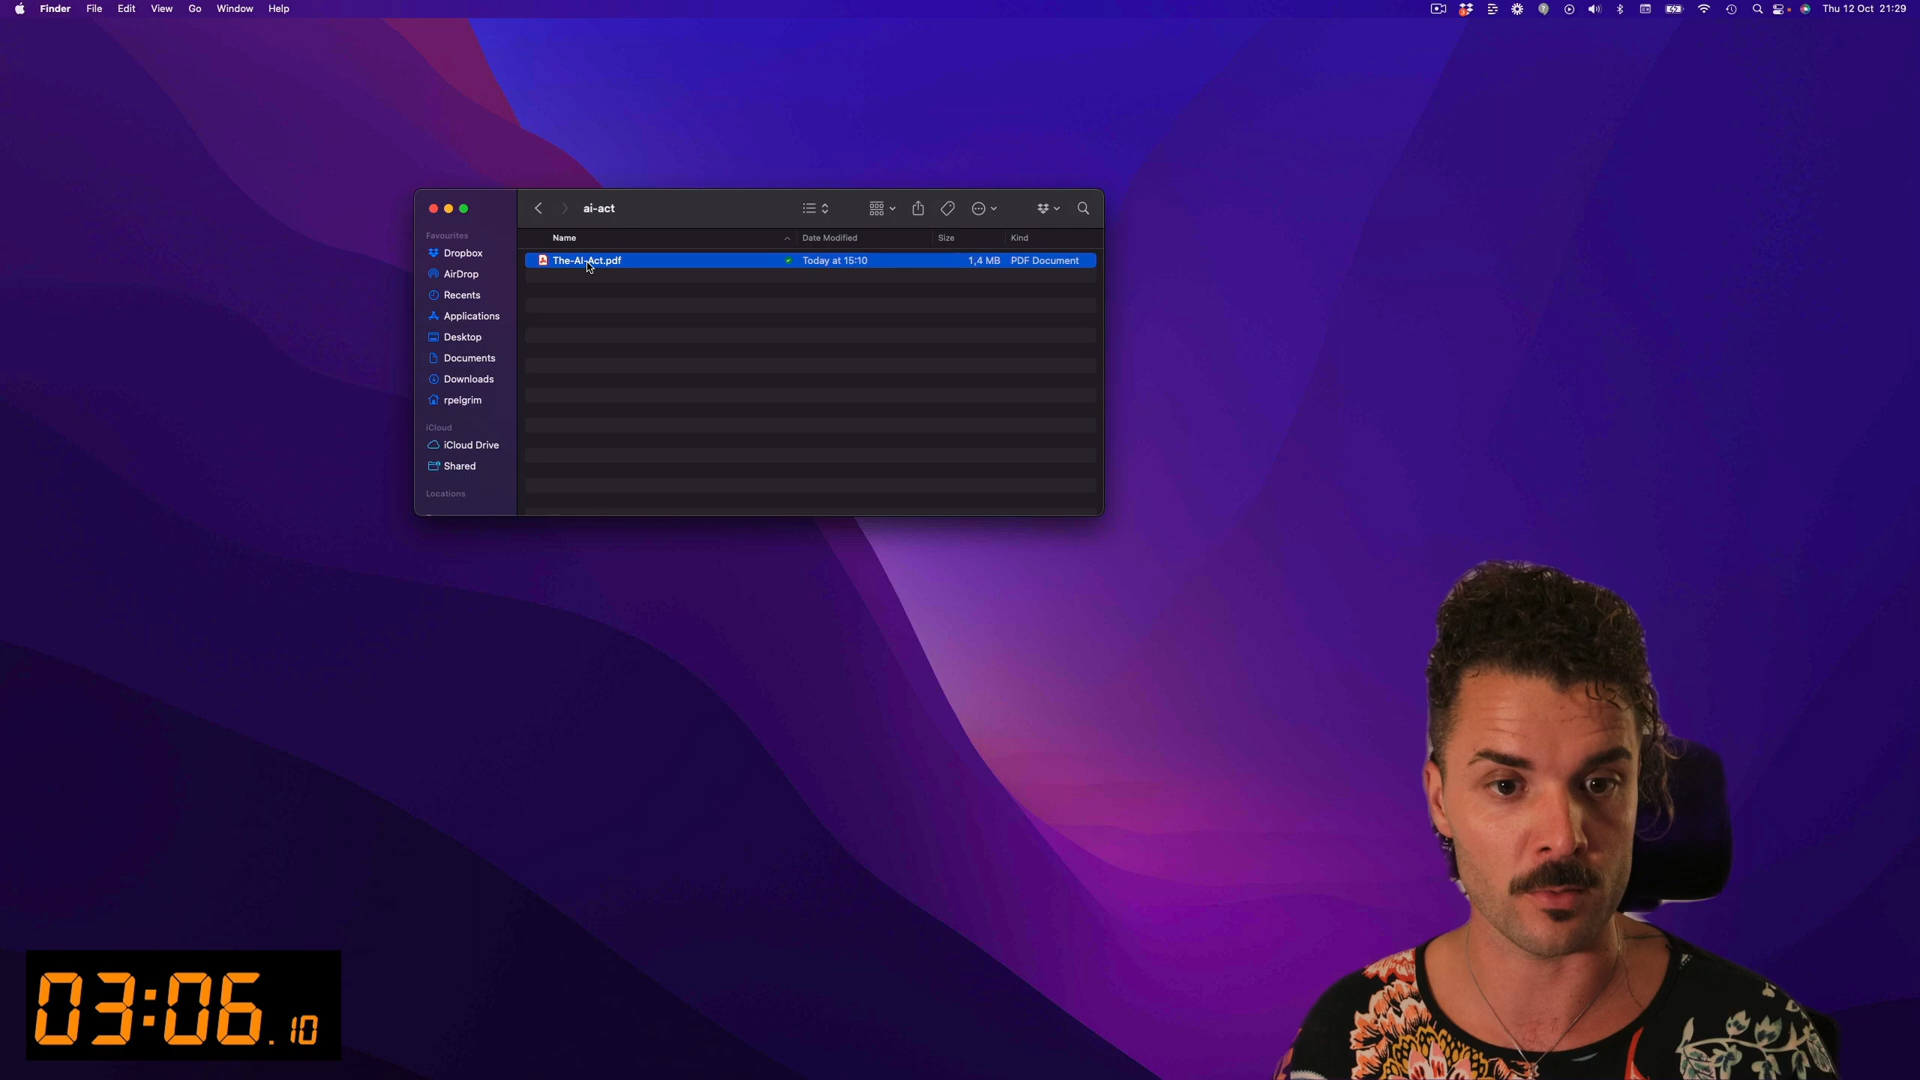 Finder File Edit View Go Window Help Thu 12 Oct 21:29
ai-act
Favourites
Dropbox
AirDrop
Recents
Applications
Desktop
Documents
Downloads
rpelgrim
iCloud
iCloud Drive
Shared
Locations
Name Date Modified Size Kind
The-AI-Act.pdf Today at 15:10 1,4 MB PDF Document
03:06.10